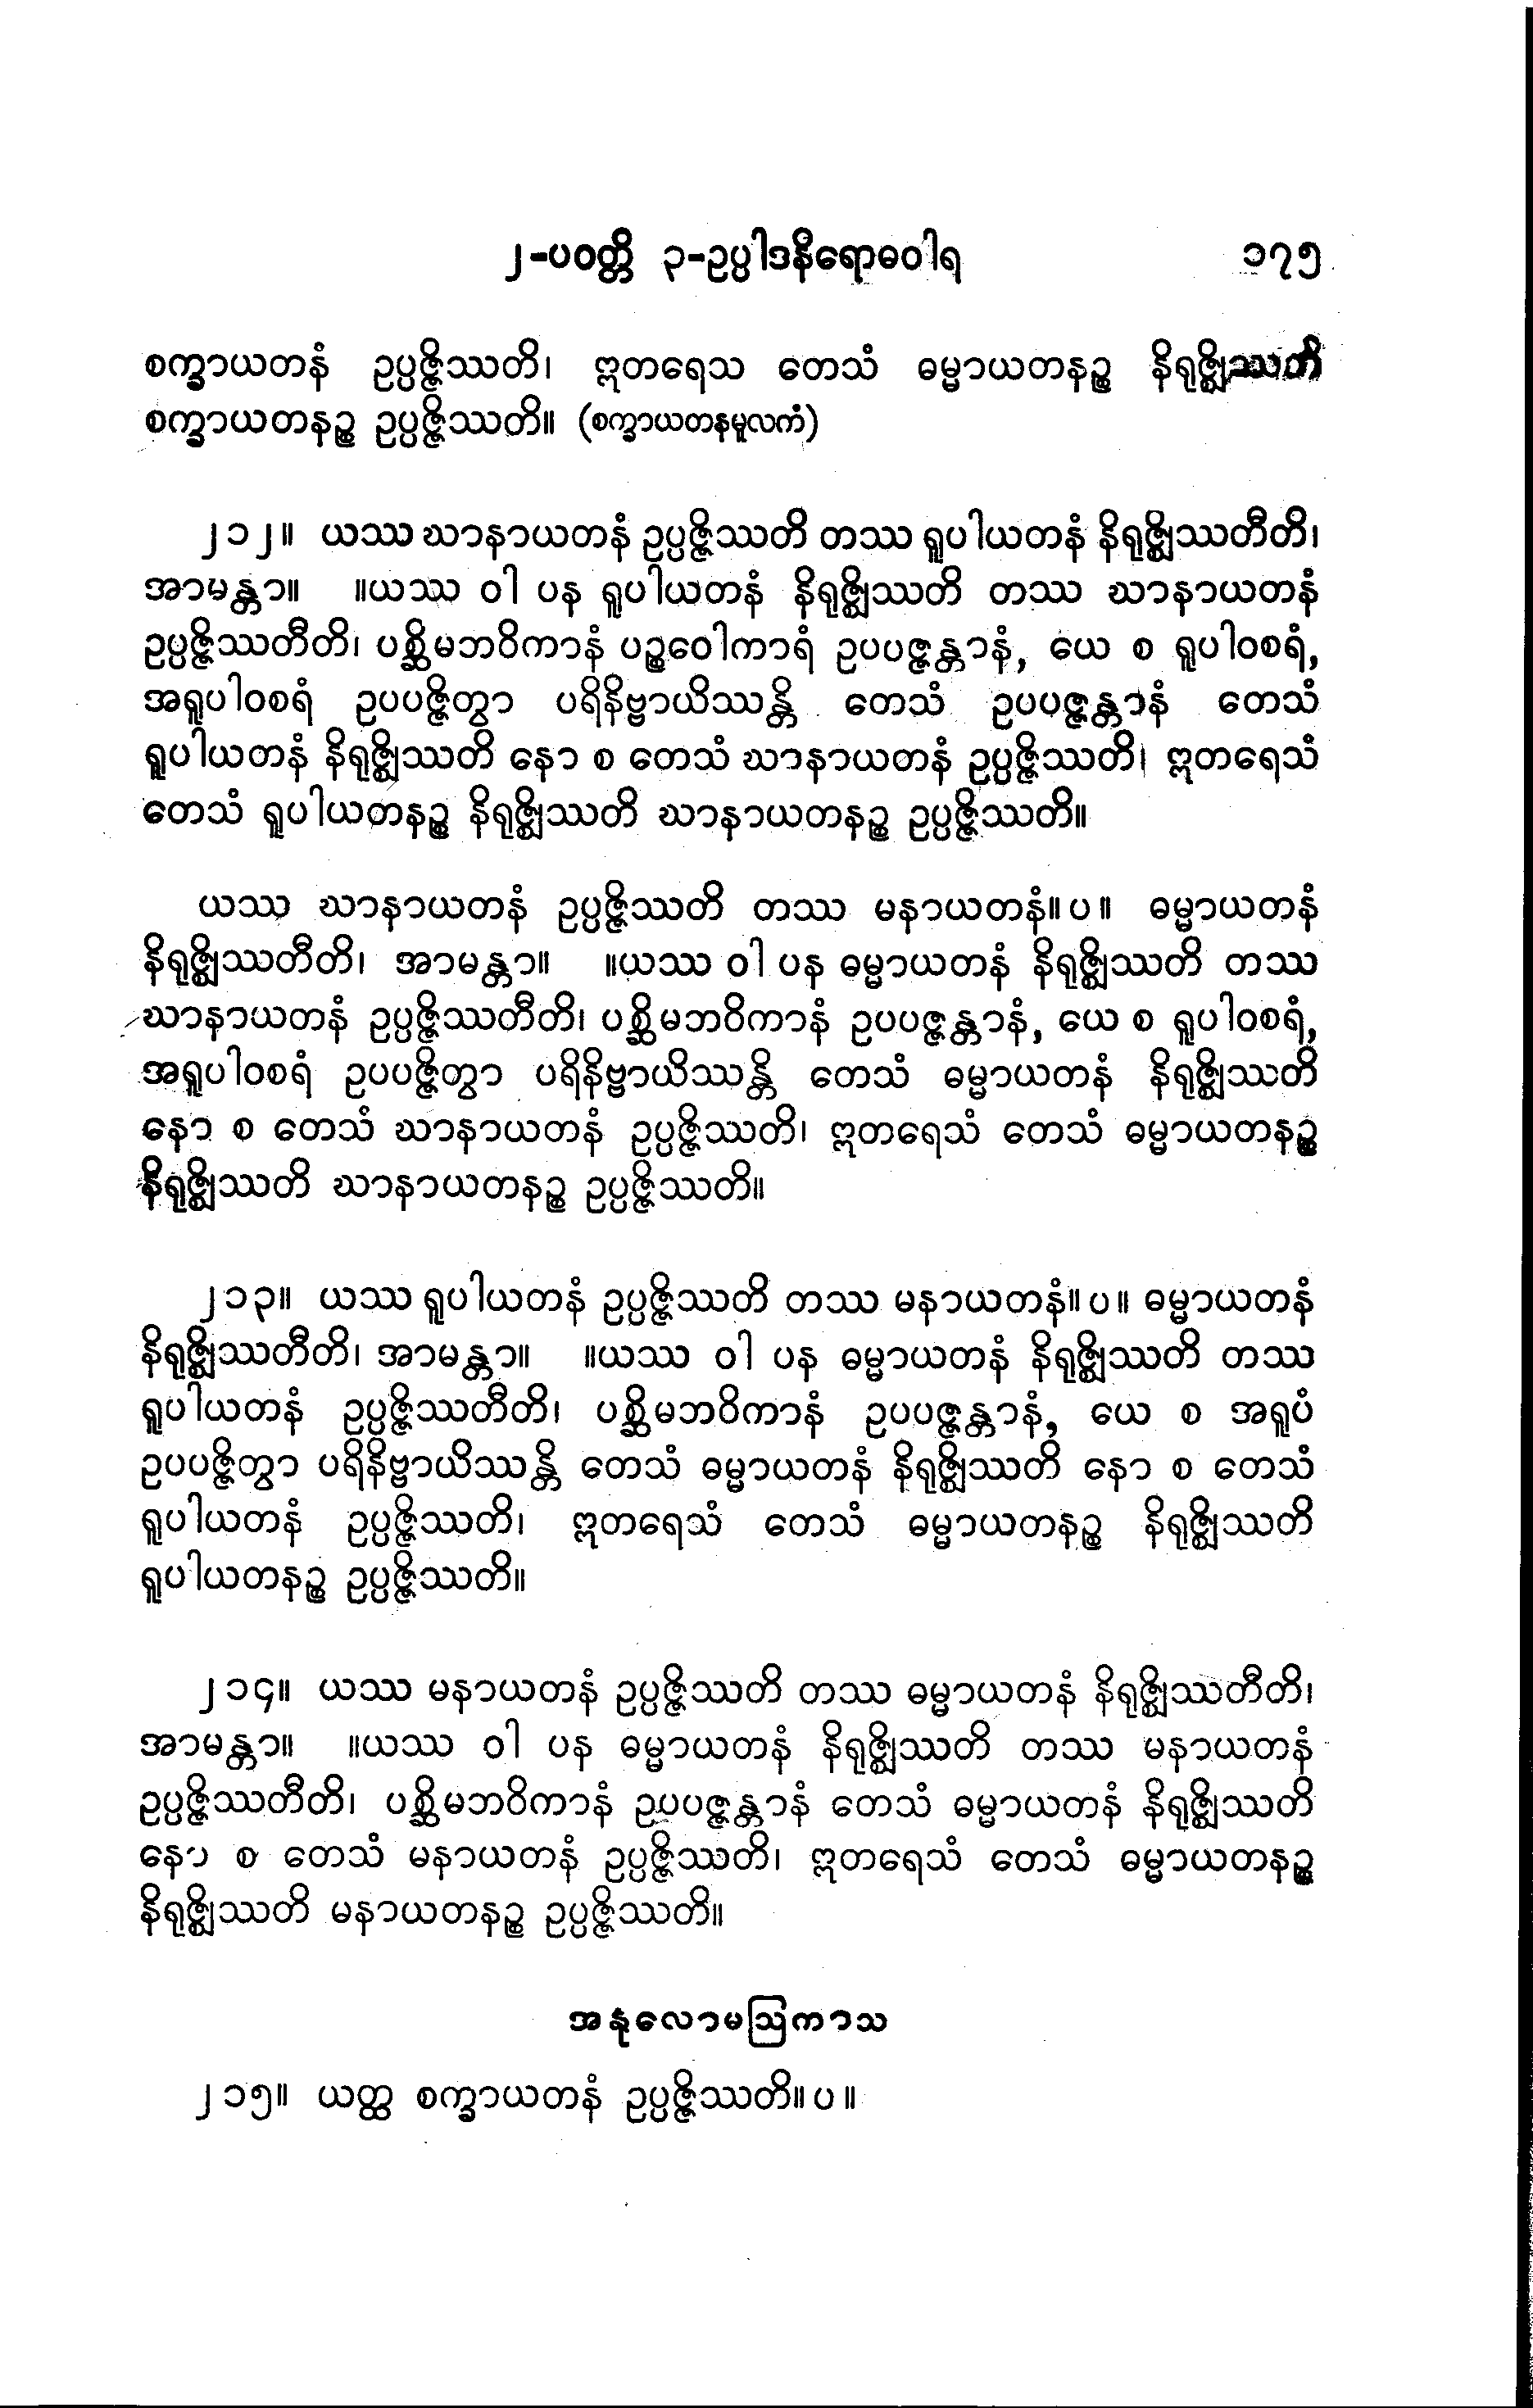 ၂-ပဝတ္တိ ၃-ဥပ္ပါဒနိရောဓဝါရ ၁၇၅
စက္ခာယတနံ ဥပ္ပဇ္ဇိဿတိ၊ ဣတရေသ တေသံ ဓမ္မာယတနဉ္စ နိရုဇ္ဈိဿတိ
စက္ခာယတနဉ္စ ဥပ္ပဇ္ဇိဿတိ။ (စက္ခာယတနမူလကံ)
၂၁၂။ ယဿ ဃာနာယတနံ ဥပ္ပဇ္ဇိဿတိ တဿ ရူပါယတနံ နိရုဇ္ဈိဿတီတိ၊
အာမန္တာ။ ။ယဿ ဝါ ပန ရူပါယတနံ နိရုဇ္ဈိဿတိ တဿ ဃာနာယတနံ
ဥပ္ပဇ္ဇိဿတီတိ၊ ပစ္ဆိမဘဝိကာနံ ပဉ္စဝေါကာရံ ဥပပဇ္ဇန္တာနံ, ယေ စ ရူပါဝစရံ,
အရူပါဝစရံ ဥပပဇ္ဇိတွာ ပရိနိဗ္ဗာယိဿန္တိ တေသံ ဥပပဇ္ဇန္တာနံ တေသံ
ရူပါယတနံ နိရုဇ္ဈိဿတိ နော စ တေသံ ဃာနာယတနံ ဥပ္ပဇ္ဇိဿတိ၊ ဣတရေသံ
တေသံ ရူပါယတနဉ္စ နိရုဇ္ဈိဿတိ ဃာနာယတနဉ္စ ဥပ္ပဇ္ဇိဿတိ။
ယဿ ဃာနာယတနံ ဥပ္ပဇ္ဇိဿတိ တဿ မနာယတနံ။ပ။ ဓမ္မာယတနံ
နိရုဇ္ဈိဿတီတိ၊ အာမန္တာ။ ။ယဿ ဝါ ပန ဓမ္မာယတနံ နိရုဇ္ဈိဿတိ တဿ
ဃာနာယတနံ ဥပ္ပဇ္ဇိဿတီတိ၊ ပစ္ဆိမဘဝိကာနံ ဥပပဇ္ဇန္တာနံ, ယေ စ ရူပါဝစရံ,
အရူပါဝစရံ ဥပပဇ္ဇိတွာ ပရိနိဗ္ဗာယိဿန္တိ တေသံ ဓမ္မာယတနံ နိရုဇ္ဈိဿတိ
နော စ တေသံ ဃာနာယတနံ ဥပ္ပဇ္ဇိဿတိ၊ ဣတရေသံ တေသံ ဓမ္မာယတနဉ္စ
နိရုဇ္ဈိဿတိ ဃာနာယတနဉ္စ ဥပ္ပဇ္ဇိဿတိ။
၂၁၃။ ယဿ ရူပါယတနံ ဥပ္ပဇ္ဇိဿတိ တဿ မနာယတနံ။ပ။ ဓမ္မာယတနံ
နိရုဇ္ဈိဿတီတိ၊ အာမန္တာ။ ။ယဿ ဝါ ပန ဓမ္မာယတနံ နိရုဇ္ဈိဿတိ တဿ
ရူပါယတနံ ဥပ္ပဇ္ဇိဿတီတိ၊ ပစ္ဆိမဘဝိကာနံ ဥပပဇ္ဇန္တာနံ, ယေ စ အရူပံ
ဥပပဇ္ဇိတွာ ပရိနိဗ္ဗာယိဿန္တိ တေသံ ဓမ္မာယတနံ နိရုဇ္ဈိဿတိ နော စ တေသံ
ရူပါယတနံ ဥပ္ပဇ္ဇိဿတိ၊ ဣတရေသံ တေသံ ဓမ္မာယတနဉ္စ နိရုဇ္ဈိဿတိ
ရူပါယတနဉ္စ ဥပ္ပဇ္ဇိဿတိ။
၂၁၄။ ယဿ မနာယတနံ ဥပ္ပဇ္ဇိဿတိ တဿ ဓမ္မာယတနံ နိရုဇ္ဈိဿတီတိ၊
အာမန္တာ။ ။ယဿ ဝါ ပန ဓမ္မာယတနံ နိရုဇ္ဈိဿတိ တဿ မနာယတနံ
ဥပ္ပဇ္ဇိဿတီတိ၊ ပစ္ဆိမဘဝိကာနံ ဥပပဇ္ဇန္တာနံ တေသံ ဓမ္မာယတနံ နိရုဇ္ဈိဿတိ
နော စ တေသံ မနာယတနံ ဥပ္ပဇ္ဇိဿတိ၊ ဣတရေသံ တေသံ ဓမ္မာယတနဉ္စ
နိရုဇ္ဈိဿတိ မနာယတနဉ္စ ဥပ္ပဇ္ဇိဿတိ။
အနုလောမဩကာသ
၂၁၅။ ယတ္ထ စက္ခာယတနံ ဥပ္ပဇ္ဇိဿတိ။ပ။